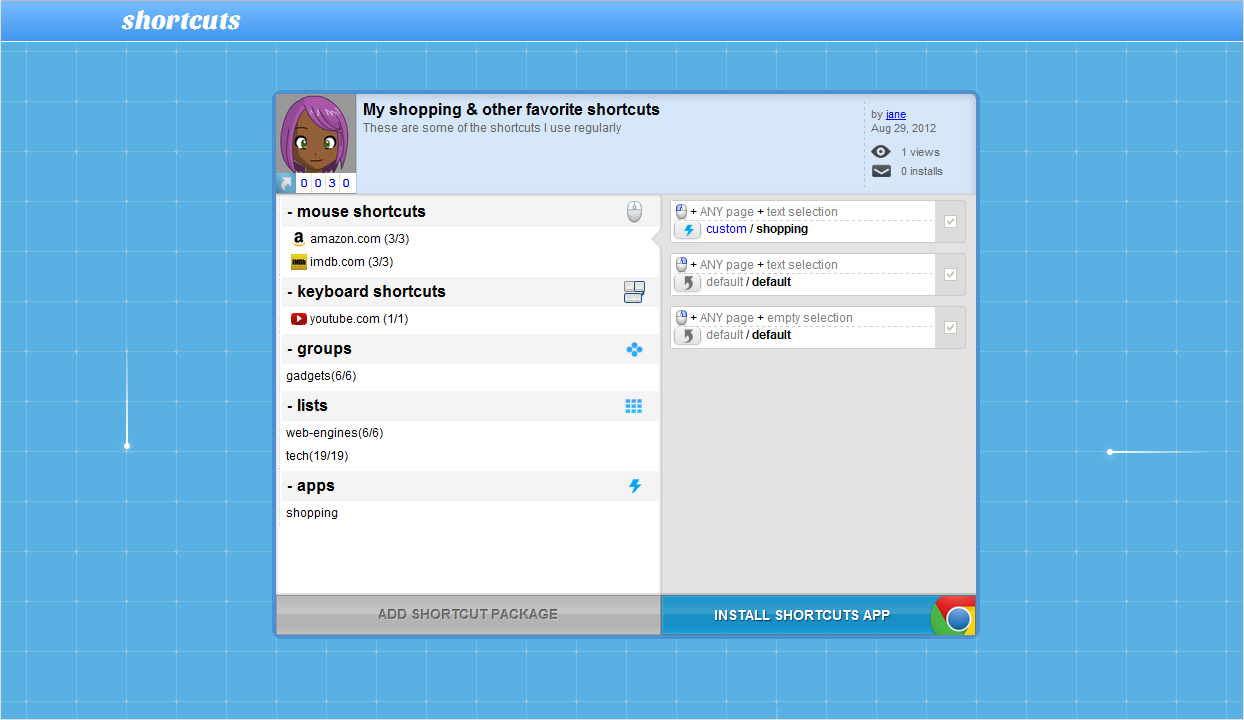 shortcuts
My shopping & other favorite shortcuts
These are some of the shortcuts I use regularly
by jane
Aug 29, 2012
1 views
0 installs
0 0 3 0
- mouse shortcuts
amazon.com (3/3)
imdb.com (3/3)
- keyboard shortcuts
youtube.com (1/1)
- groups
gadgets(6/6)
- lists
web-engines(6/6)
tech(19/19)
- apps
shopping
+ ANY page + text selection
custom / shopping
+ ANY page + text selection
default / default
+ ANY page + empty selection
default / default
ADD SHORTCUT PACKAGE
INSTALL SHORTCUTS APP